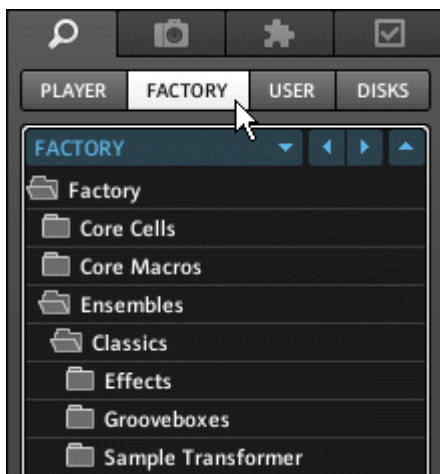 PLAYER FACTORY USER DISKS
FACTORY
Factory
Core Cells
Core Macros
Ensembles
Classics
Effects
Grooveboxes
Sample Transformer